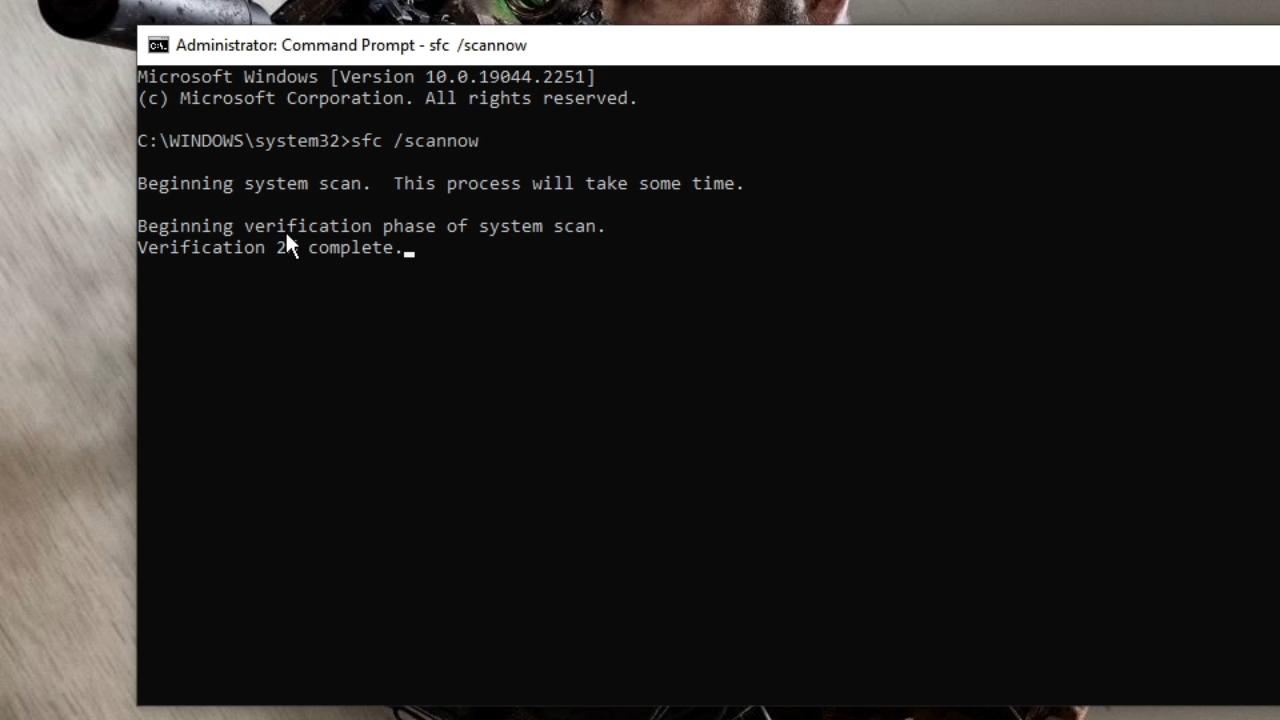 Administrator: Command Prompt - sfc /scannow
Microsoft Windows [Version 10.0.19044.2251]
(c) Microsoft Corporation. All rights reserved.
C:\WINDOWS\system32>sfc /scannow
Beginning system scan.  This process will take some time.
Beginning verification phase of system scan.
Verification complete.